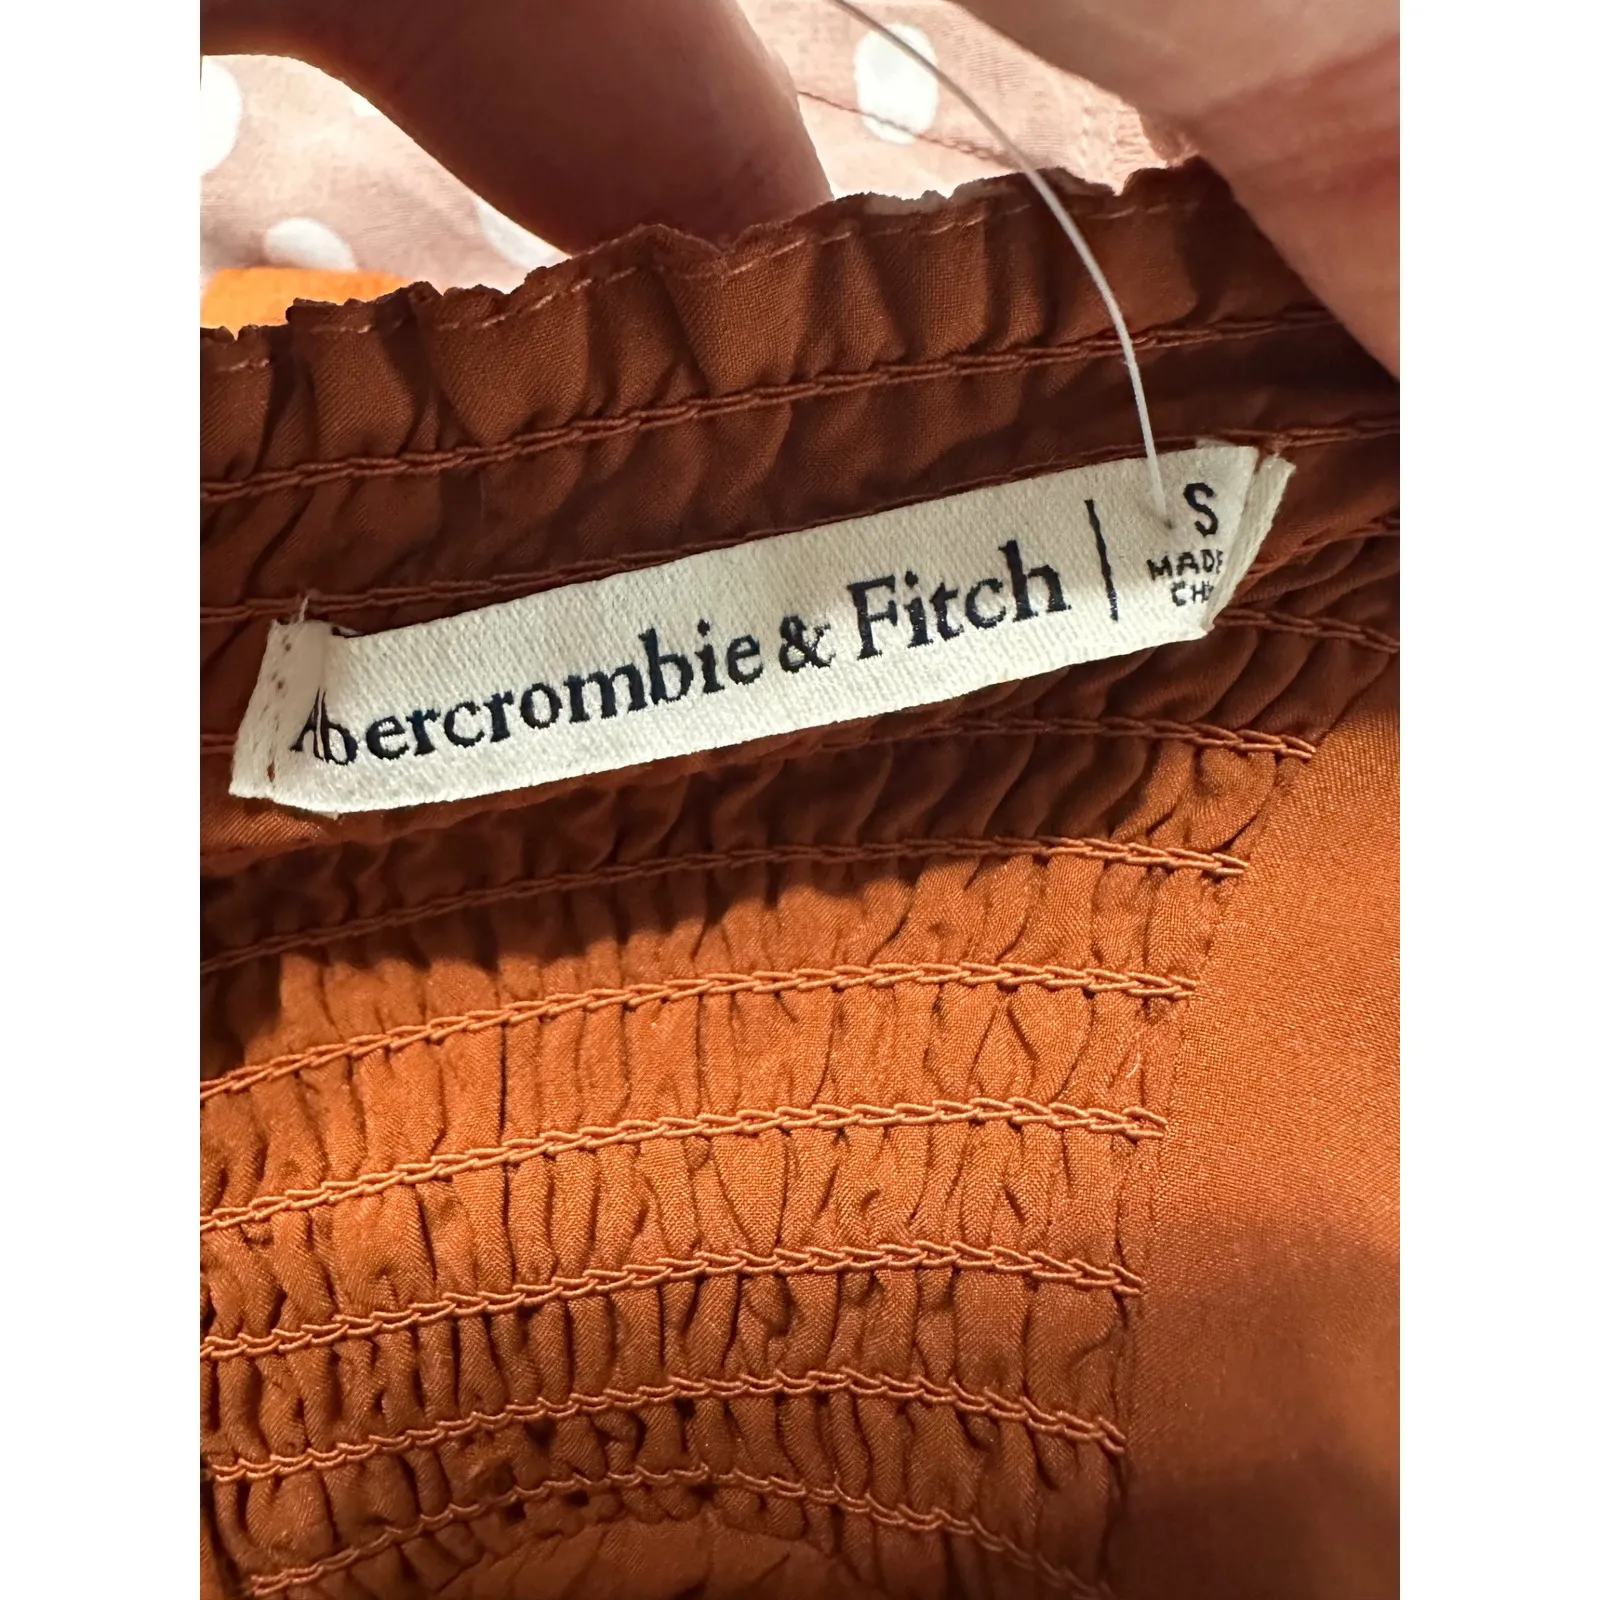 Abercrombie & Fitch | S
MADE